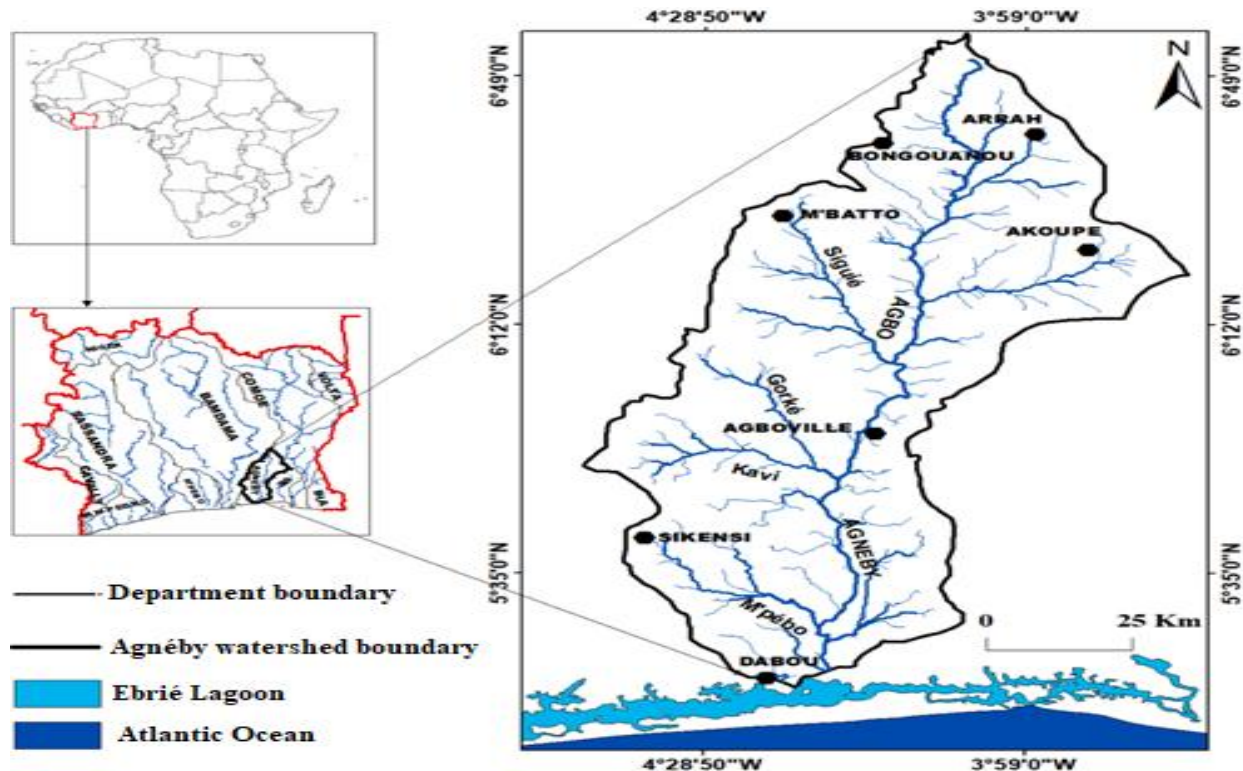 4°28'50"W
3°59'0"W
6°49'0"N
6°49'0"N
N
ARRAH
BONGOUANOU
M'BATTO
AKOUPE
Siguié
AGBO
6°12'0"N
6°12'0"N
Gorké
AGBOVILLE
Kavi
AGNEBY
SIKENSI
5°35'0"N
5°35'0"N
M'pébo
0
25 Km
DABOU
4°28'50"W
3°59'0"W
COMOE
VOLTA
BANDAMA
SASSANDRA
CAVALLY
BIA
Department boundary
Agnéby watershed boundary
Ebrié Lagoon
Atlantic Ocean